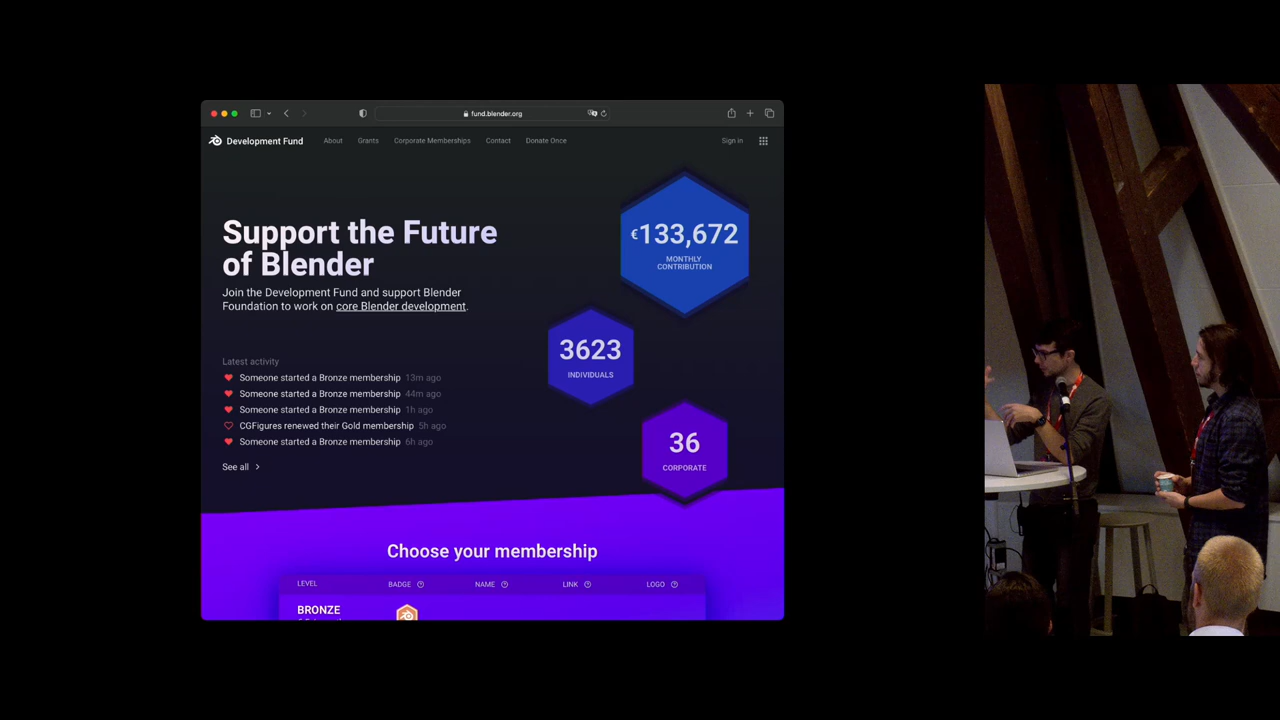 fund.blender.org
Development Fund
About
Grants
Corporate Memberships
Contact
Donate Once
Sign in
Support the Future
of Blender
Join the Development Fund and support Blender
Foundation to work on core Blender development.
€133,672
MONTHLY
CONTRIBUTION
3623
INDIVIDUALS
36
CORPORATE
Latest activity
Someone started a Bronze membership 13m ago
Someone started a Bronze membership 44m ago
Someone started a Bronze membership 1h ago
CGFigures renewed their Gold membership 5h ago
Someone started a Bronze membership 6h ago
See all
Choose your membership
LEVEL
BADGE
NAME
LINK
LOGO
BRONZE